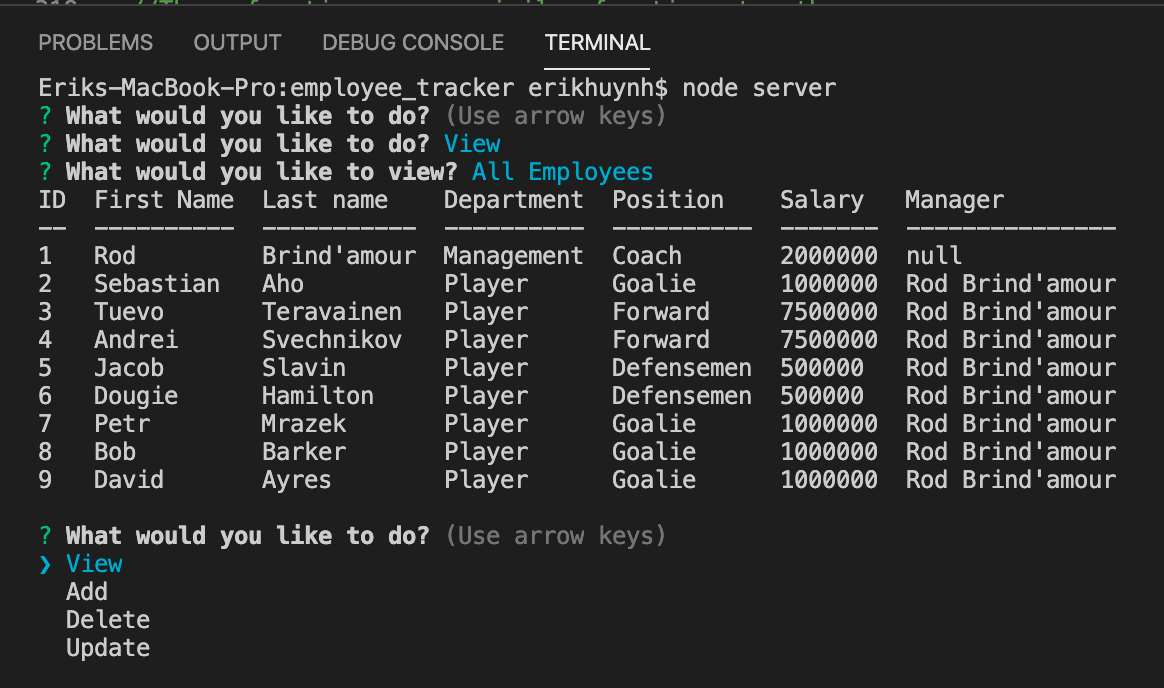 PROBLEMS OUTPUT DEBUG CONSOLE TERMINAL
Eriks-MacBook-Pro:employee_tracker erikhuynh$ node server
? What would you like to do? (Use arrow keys)
? What would you like to do? View
? What would you like to view? All Employees
ID  First Name  Last name    Department  Position    Salary   Manager
--  ----------  -----------  ----------  ----------  -------  ---------------
1   Rod         Brind'amour  Management  Coach       2000000  null
2   Sebastian   Aho          Player      Goalie      1000000  Rod Brind'amour
3   Tuevo       Teravainen   Player      Forward     7500000  Rod Brind'amour
4   Andrei      Svechnikov   Player      Forward     7500000  Rod Brind'amour
5   Jacob       Slavin       Player      Defensemen  500000   Rod Brind'amour
6   Dougie      Hamilton     Player      Defensemen  500000   Rod Brind'amour
7   Petr        Mrazek       Player      Goalie      1000000  Rod Brind'amour
8   Bob         Barker       Player      Goalie      1000000  Rod Brind'amour
9   David       Ayres        Player      Goalie      1000000  Rod Brind'amour
? What would you like to do? (Use arrow keys)
❯ View
Add
Delete
Update